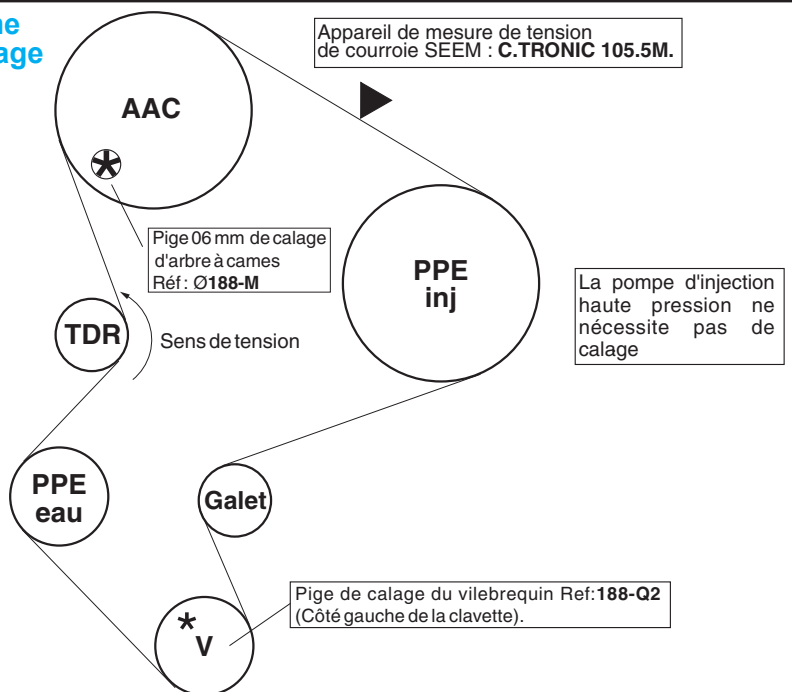 Appareil de mesure de tension
de courroie SEEM : C.TRONIC 105.5M.
AAC
Pige 06 mm de calage
d'arbre à cames
Réf : Ø188-M
PPE
inj
La pompe d'injection
haute pression ne
nécessite pas de
calage
TDR
Sens de tension
PPE
eau
Galet
Pige de calage du vilebrequin Ref:188-Q2
(Côté gauche de la clavette).
* V